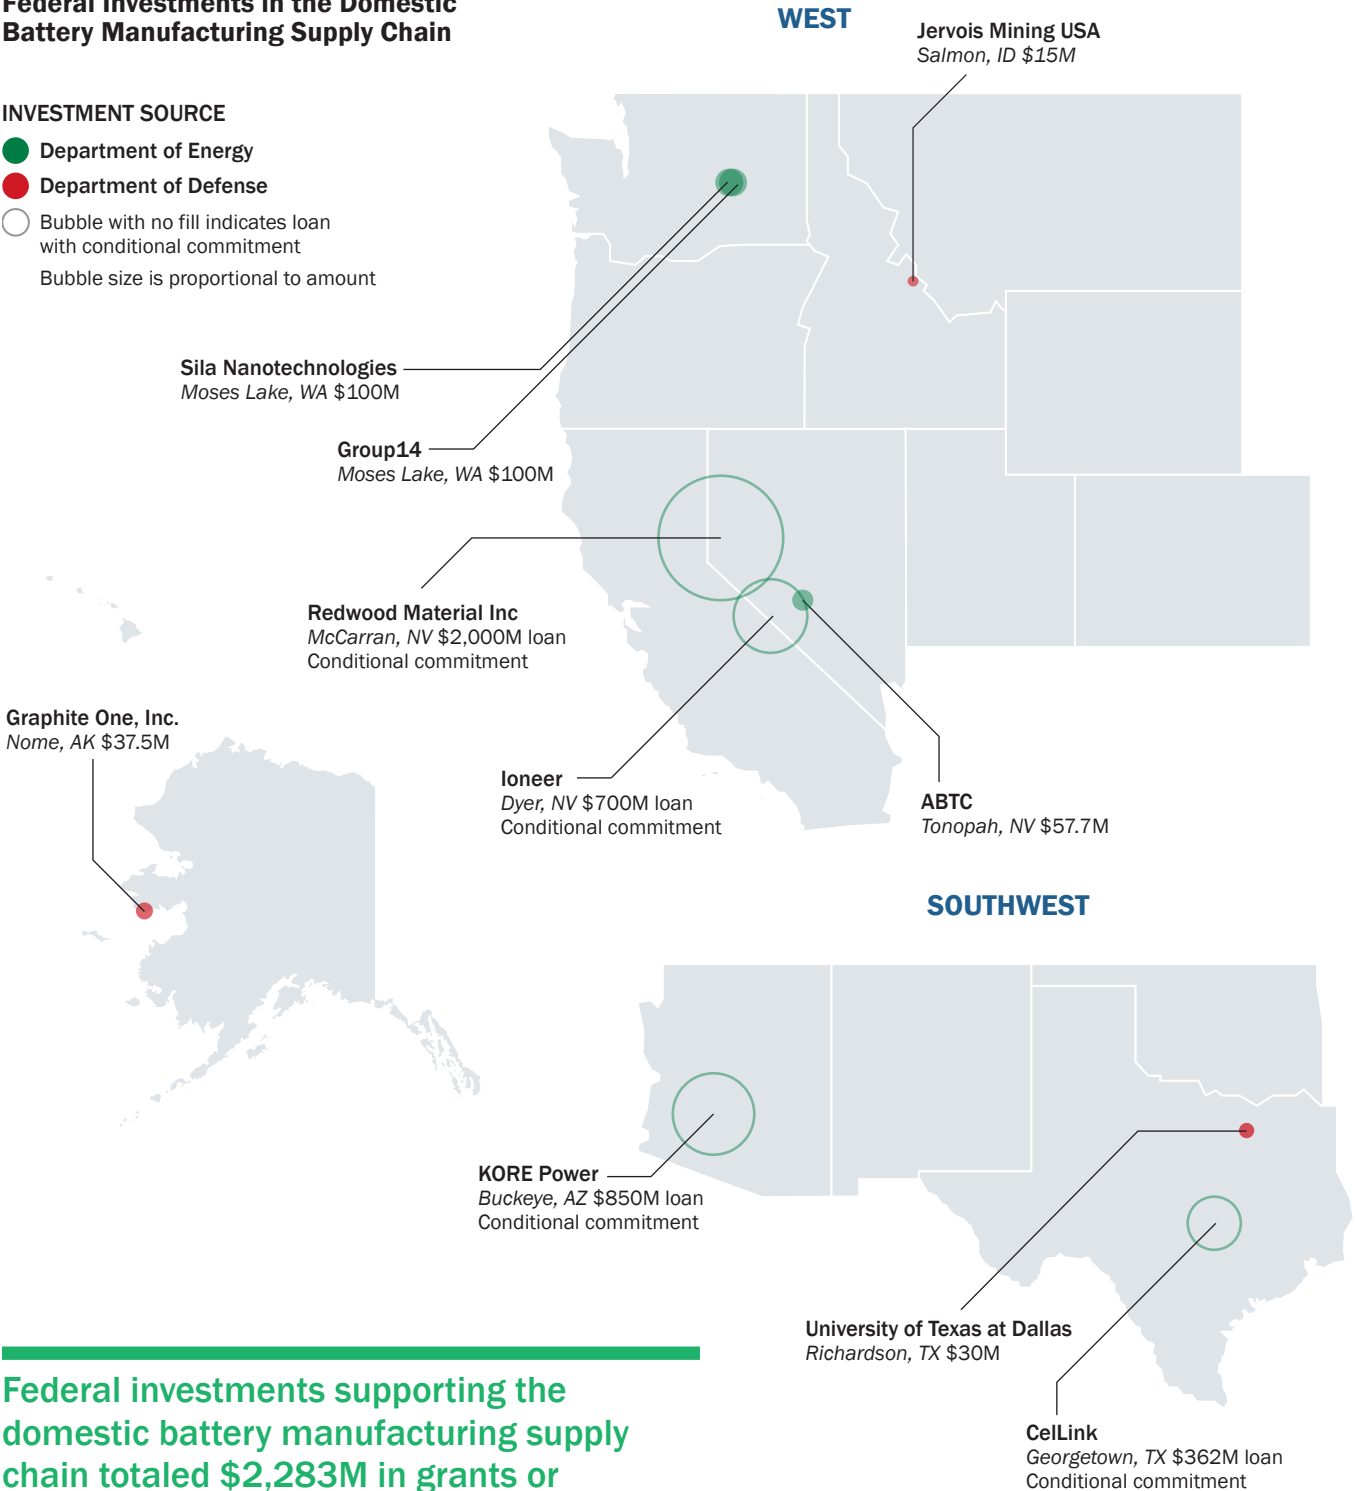 Federal Investments in the Domestic
Battery Manufacturing Supply Chain
INVESTMENT SOURCE
Department of Energy
Department of Defense
Bubble with no fill indicates loan
with conditional commitment
Bubble size is proportional to amount
WEST
Jervois Mining USA
Salmon, ID $15M
Sila Nanotechnologies
Moses Lake, WA $100M
Group14
Moses Lake, WA $100M
Redwood Material Inc
McCarran, NV $2,000M loan
Conditional commitment
Graphite One, Inc.
Nome, AK $37.5M
Ioneer
Dyer, NV $700M loan
Conditional commitment
ABTC
Tonopah, NV $57.7M
SOUTHWEST
KORE Power
Buckeye, AZ $850M loan
Conditional commitment
University of Texas at Dallas
Richardson, TX $30M
CelLink
Georgetown, TX $362M loan
Conditional commitment
Federal investments supporting the
domestic battery manufacturing supply
chain totaled $2,283M in grants or